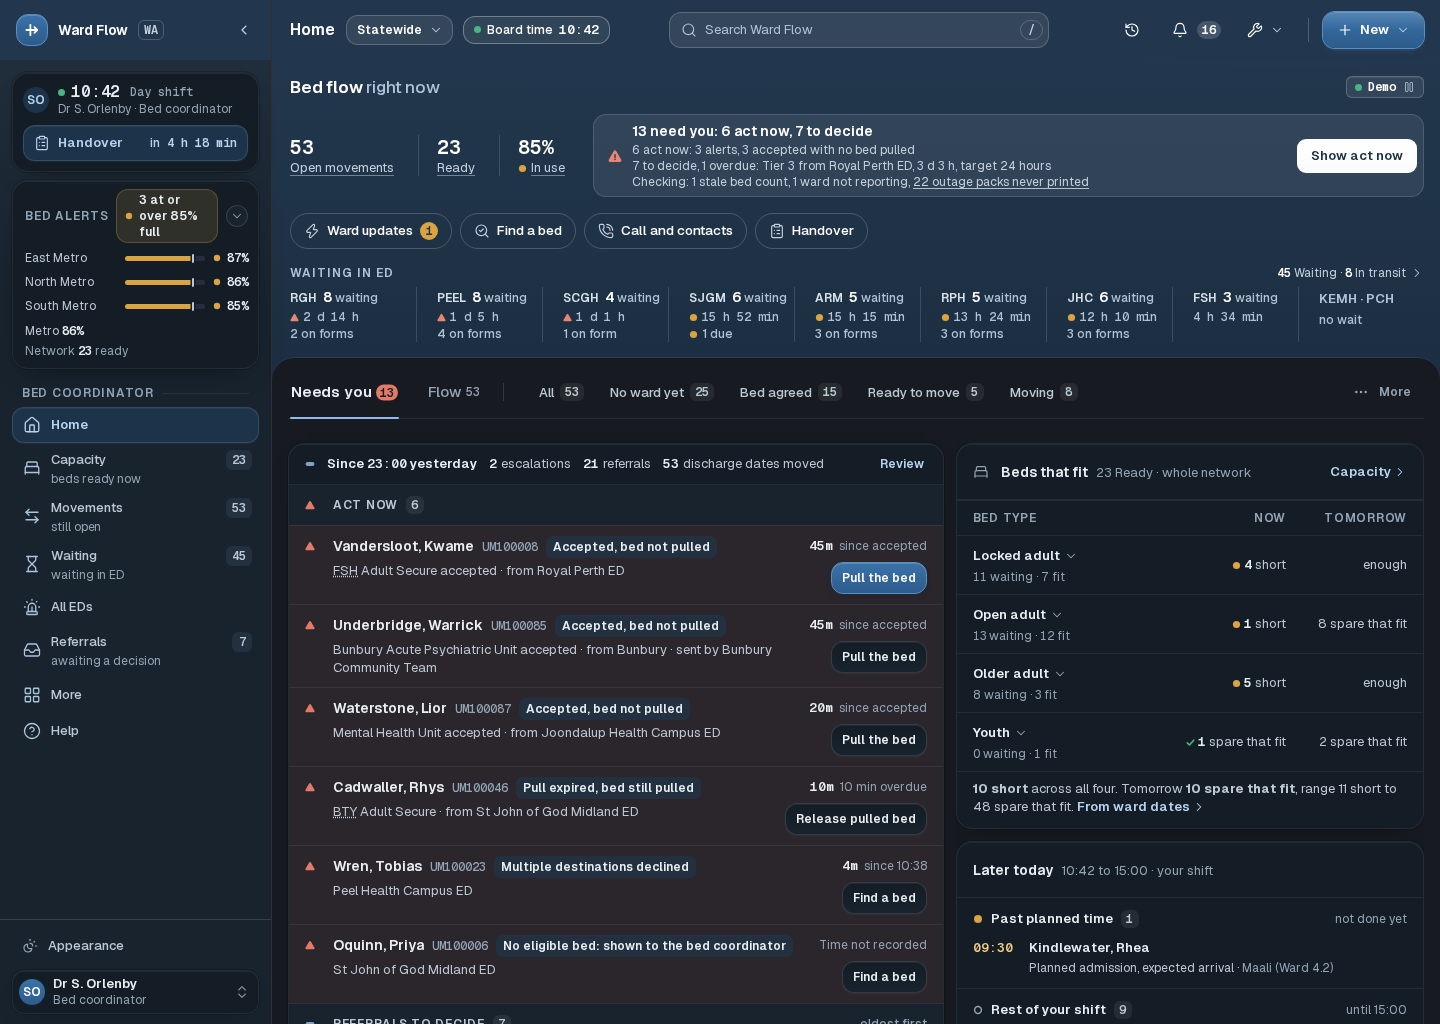 Ward Flow WA
SO
10:42 Day shift
Dr S. Orlenby · Bed coordinator
Handover in 4 h 18 min
BED ALERTS
3 at or over 85% full
East Metro 87%
North Metro 86%
South Metro 85%
Metro 86%
Network 23 ready
BED COORDINATOR
Home
Capacity 23
beds ready now
Movements 53
still open
Waiting 45
waiting in ED
All EDs
Referrals 7
awaiting a decision
More
Help
Appearance
SO
Dr S. Orlenby
Bed coordinator
Home Statewide Board time 10:42
Search Ward Flow /
16
New
Bed flow right now
Demo
53
Open movements
23
Ready
85%
In use
13 need you: 6 act now, 7 to decide
6 act now: 3 alerts, 3 accepted with no bed pulled
7 to decide, 1 overdue: Tier 3 from Royal Perth ED, 3 d 3 h, target 24 hours
Checking: 1 stale bed count, 1 ward not reporting, 22 outage packs never printed
Show act now
Ward updates 1
Find a bed
Call and contacts
Handover
WAITING IN ED
45 Waiting · 8 In transit
RGH 8 waiting
2 d 14 h
2 on forms
PEEL 8 waiting
1 d 5 h
4 on forms
SCGH 4 waiting
1 d 1 h
1 on form
SJGM 6 waiting
15 h 52 min
1 due
ARM 5 waiting
15 h 15 min
3 on forms
RPH 5 waiting
13 h 24 min
3 on forms
JHC 6 waiting
12 h 10 min
3 on forms
FSH 3 waiting
4 h 34 min
KEMH · PCH
no wait
Needs you 13
Flow 53
All 53
No ward yet 25
Bed agreed 15
Ready to move 5
Moving 8
More
Since 23:00 yesterday 2 escalations 21 referrals 53 discharge dates moved Review
ACT NOW 6
Vandersloot, Kwame UM100008 Accepted, bed not pulled 45m since accepted
FSH Adult Secure accepted · from Royal Perth ED
Pull the bed
Underbridge, Warrick UM100085 Accepted, bed not pulled 45m since accepted
Bunbury Acute Psychiatric Unit accepted · from Bunbury · sent by Bunbury
Community Team
Pull the bed
Waterstone, Lior UM100087 Accepted, bed not pulled 20m since accepted
Mental Health Unit accepted · from Joondalup Health Campus ED
Pull the bed
Cadwaller, Rhys UM100046 Pull expired, bed still pulled 10m 10 min overdue
BTY Adult Secure · from St John of God Midland ED
Release pulled bed
Wren, Tobias UM100023 Multiple destinations declined 4m since 10:38
Peel Health Campus ED
Find a bed
Oquinn, Priya UM100006 No eligible bed: shown to the bed coordinator Time not recorded
St John of God Midland ED
Find a bed
REFERRALS TO DECIDE 7 oldest first
Beds that fit 23 Ready · whole network Capacity
BED TYPE NOW TOMORROW
Locked adult
11 waiting · 7 fit
4 short
enough
Open adult
13 waiting · 12 fit
1 short
8 spare that fit
Older adult
8 waiting · 3 fit
5 short
enough
Youth
0 waiting · 1 fit
1 spare that fit
2 spare that fit
10 short across all four. Tomorrow 10 spare that fit, range 11 short to
48 spare that fit. From ward dates
Later today 10:42 to 15:00 · your shift
Past planned time 1 not done yet
09:30 Kindlewater, Rhea
Planned admission, expected arrival · Maali (Ward 4.2)
Rest of your shift 9 until 15:00